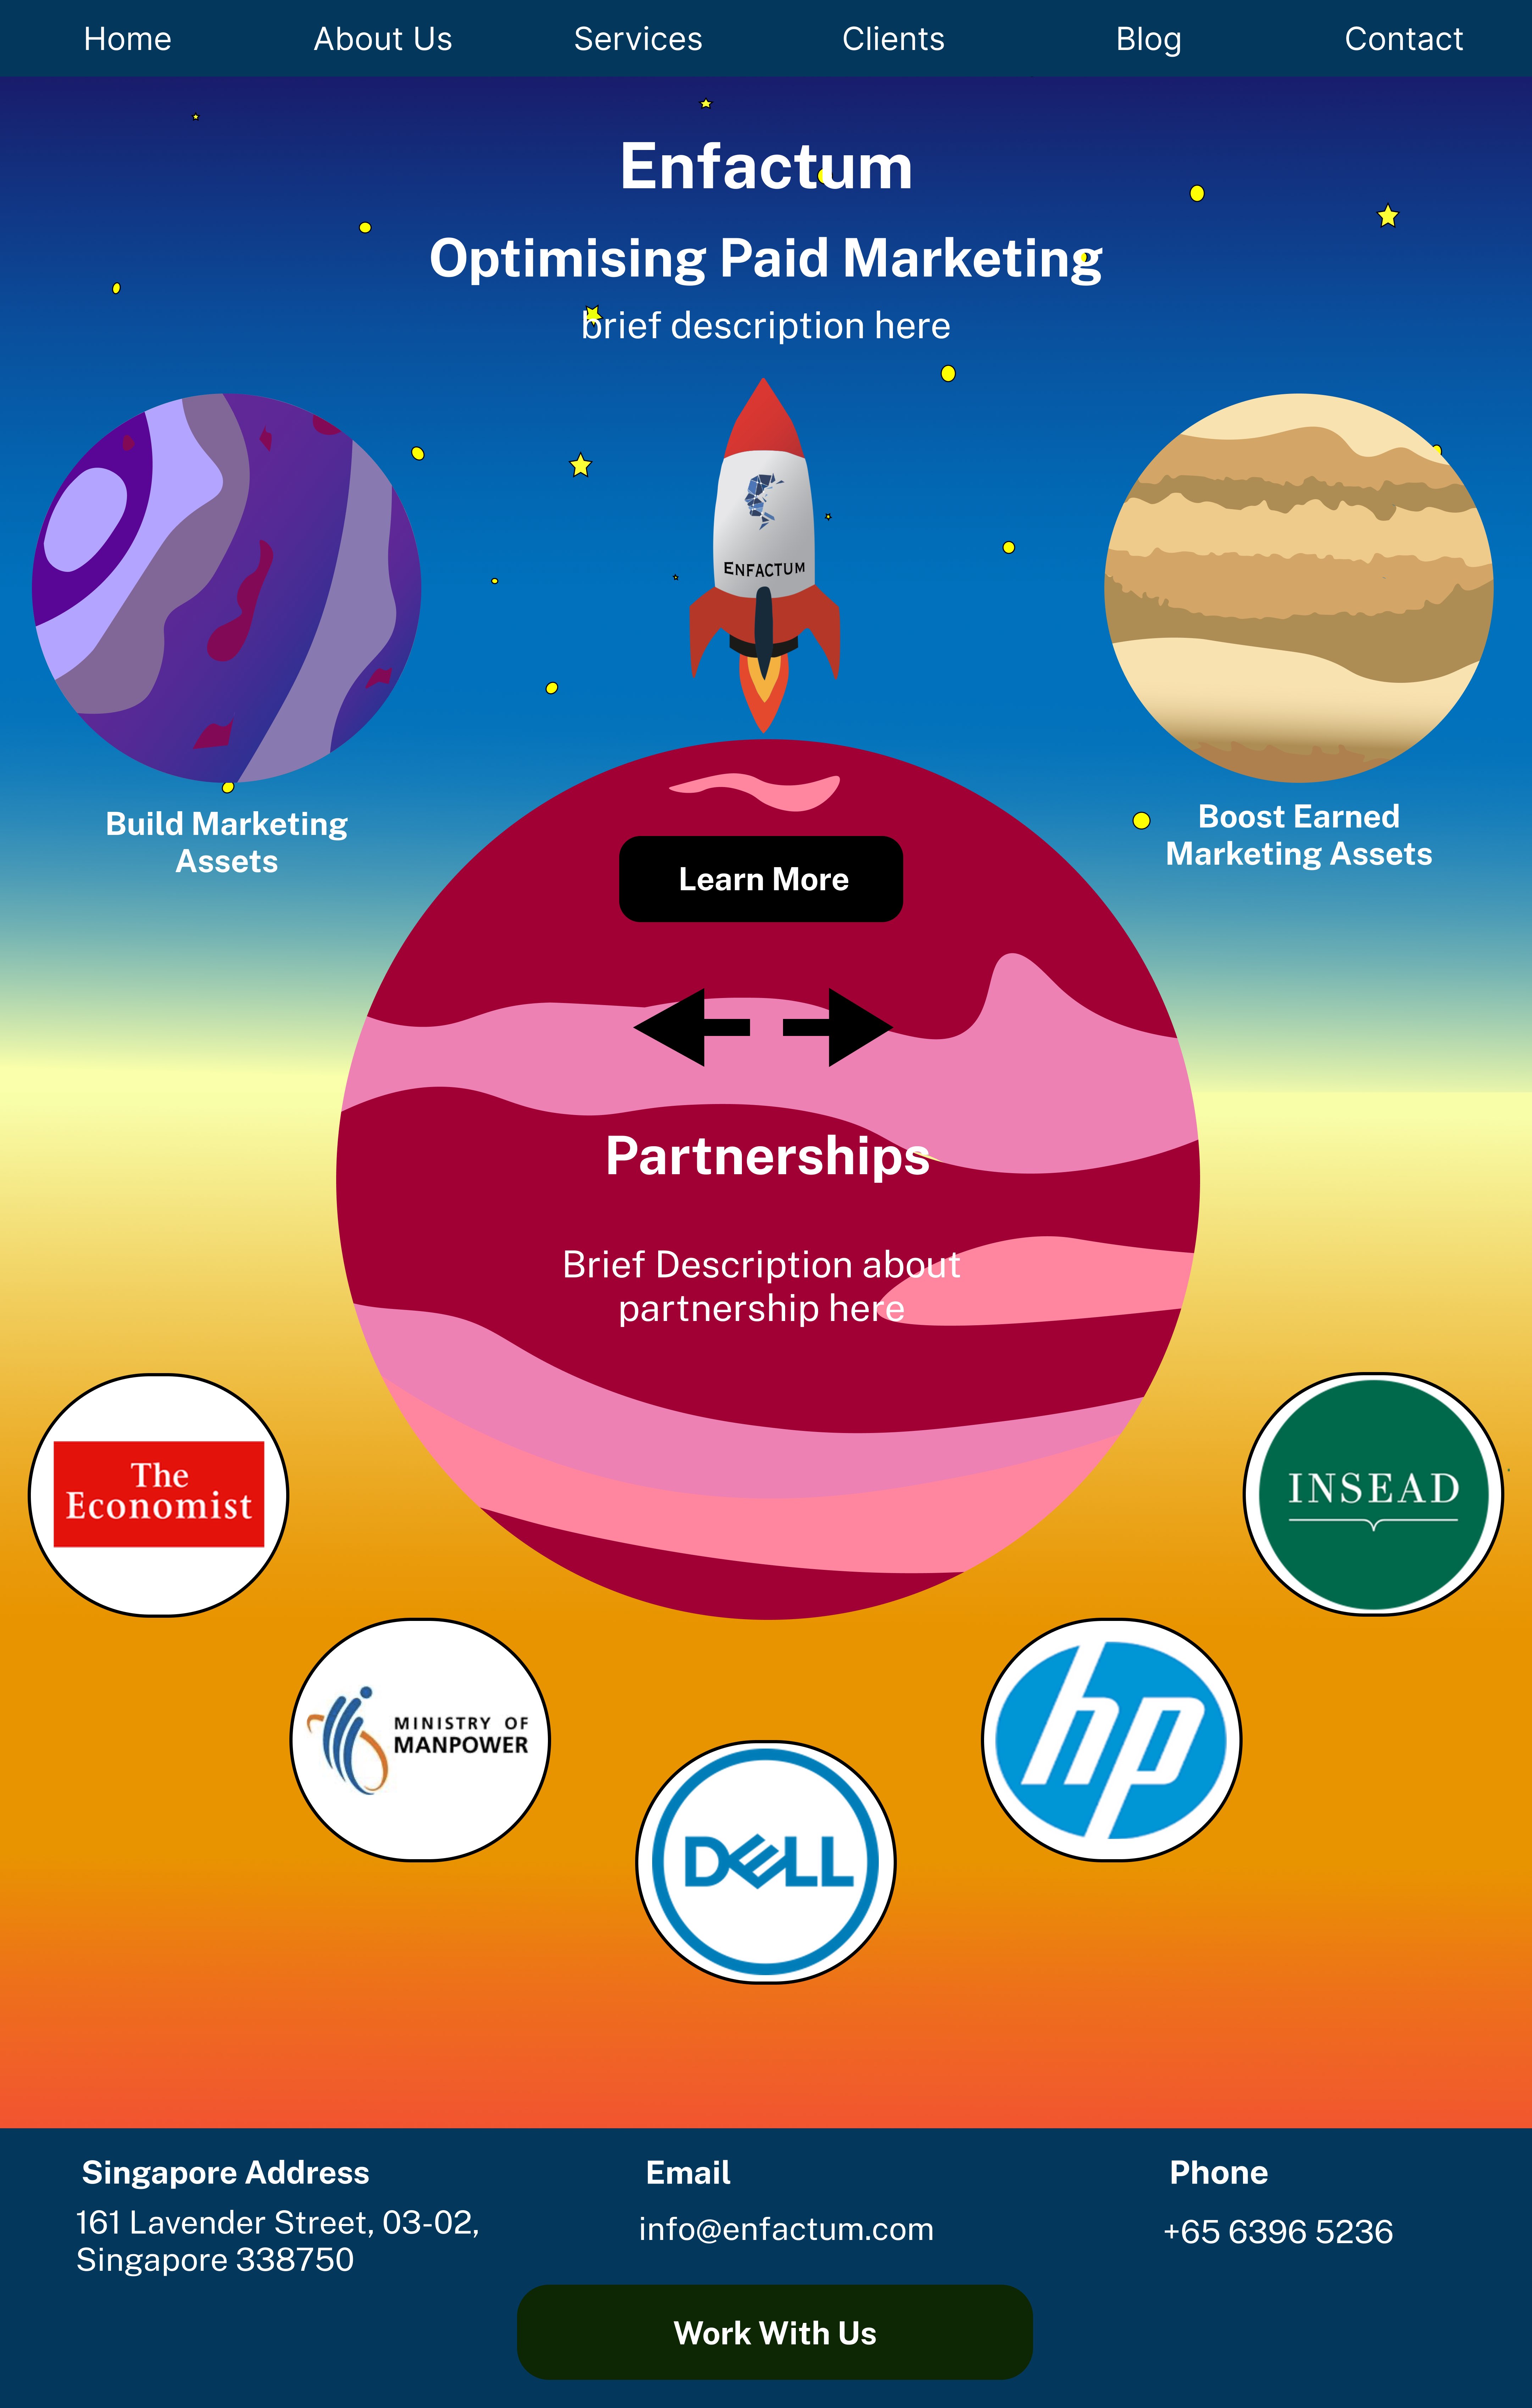 Home
About Us
Services
Clients
Blog
Contact
Enfactum
Optimising Paid Marketing
brief description here
ENFACTUM
Build Marketing
Assets
Boost Earned
Marketing Assets
Learn More
Partnerships
Brief Description about
partnership here
The
Economist
INSEAD
MINISTRY OF
MANPOWER
hp
DELL
Singapore Address
161 Lavender Street, 03-02,
Singapore 338750
Email
info@enfactum.com
Phone
+65 6396 5236
Work With Us